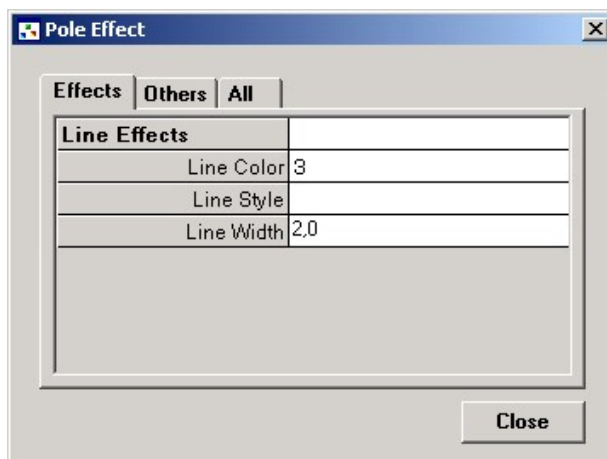 Pole Effect
Effects Others All
Line Effects
Line Color 3
Line Style
Line Width 2,0
Close